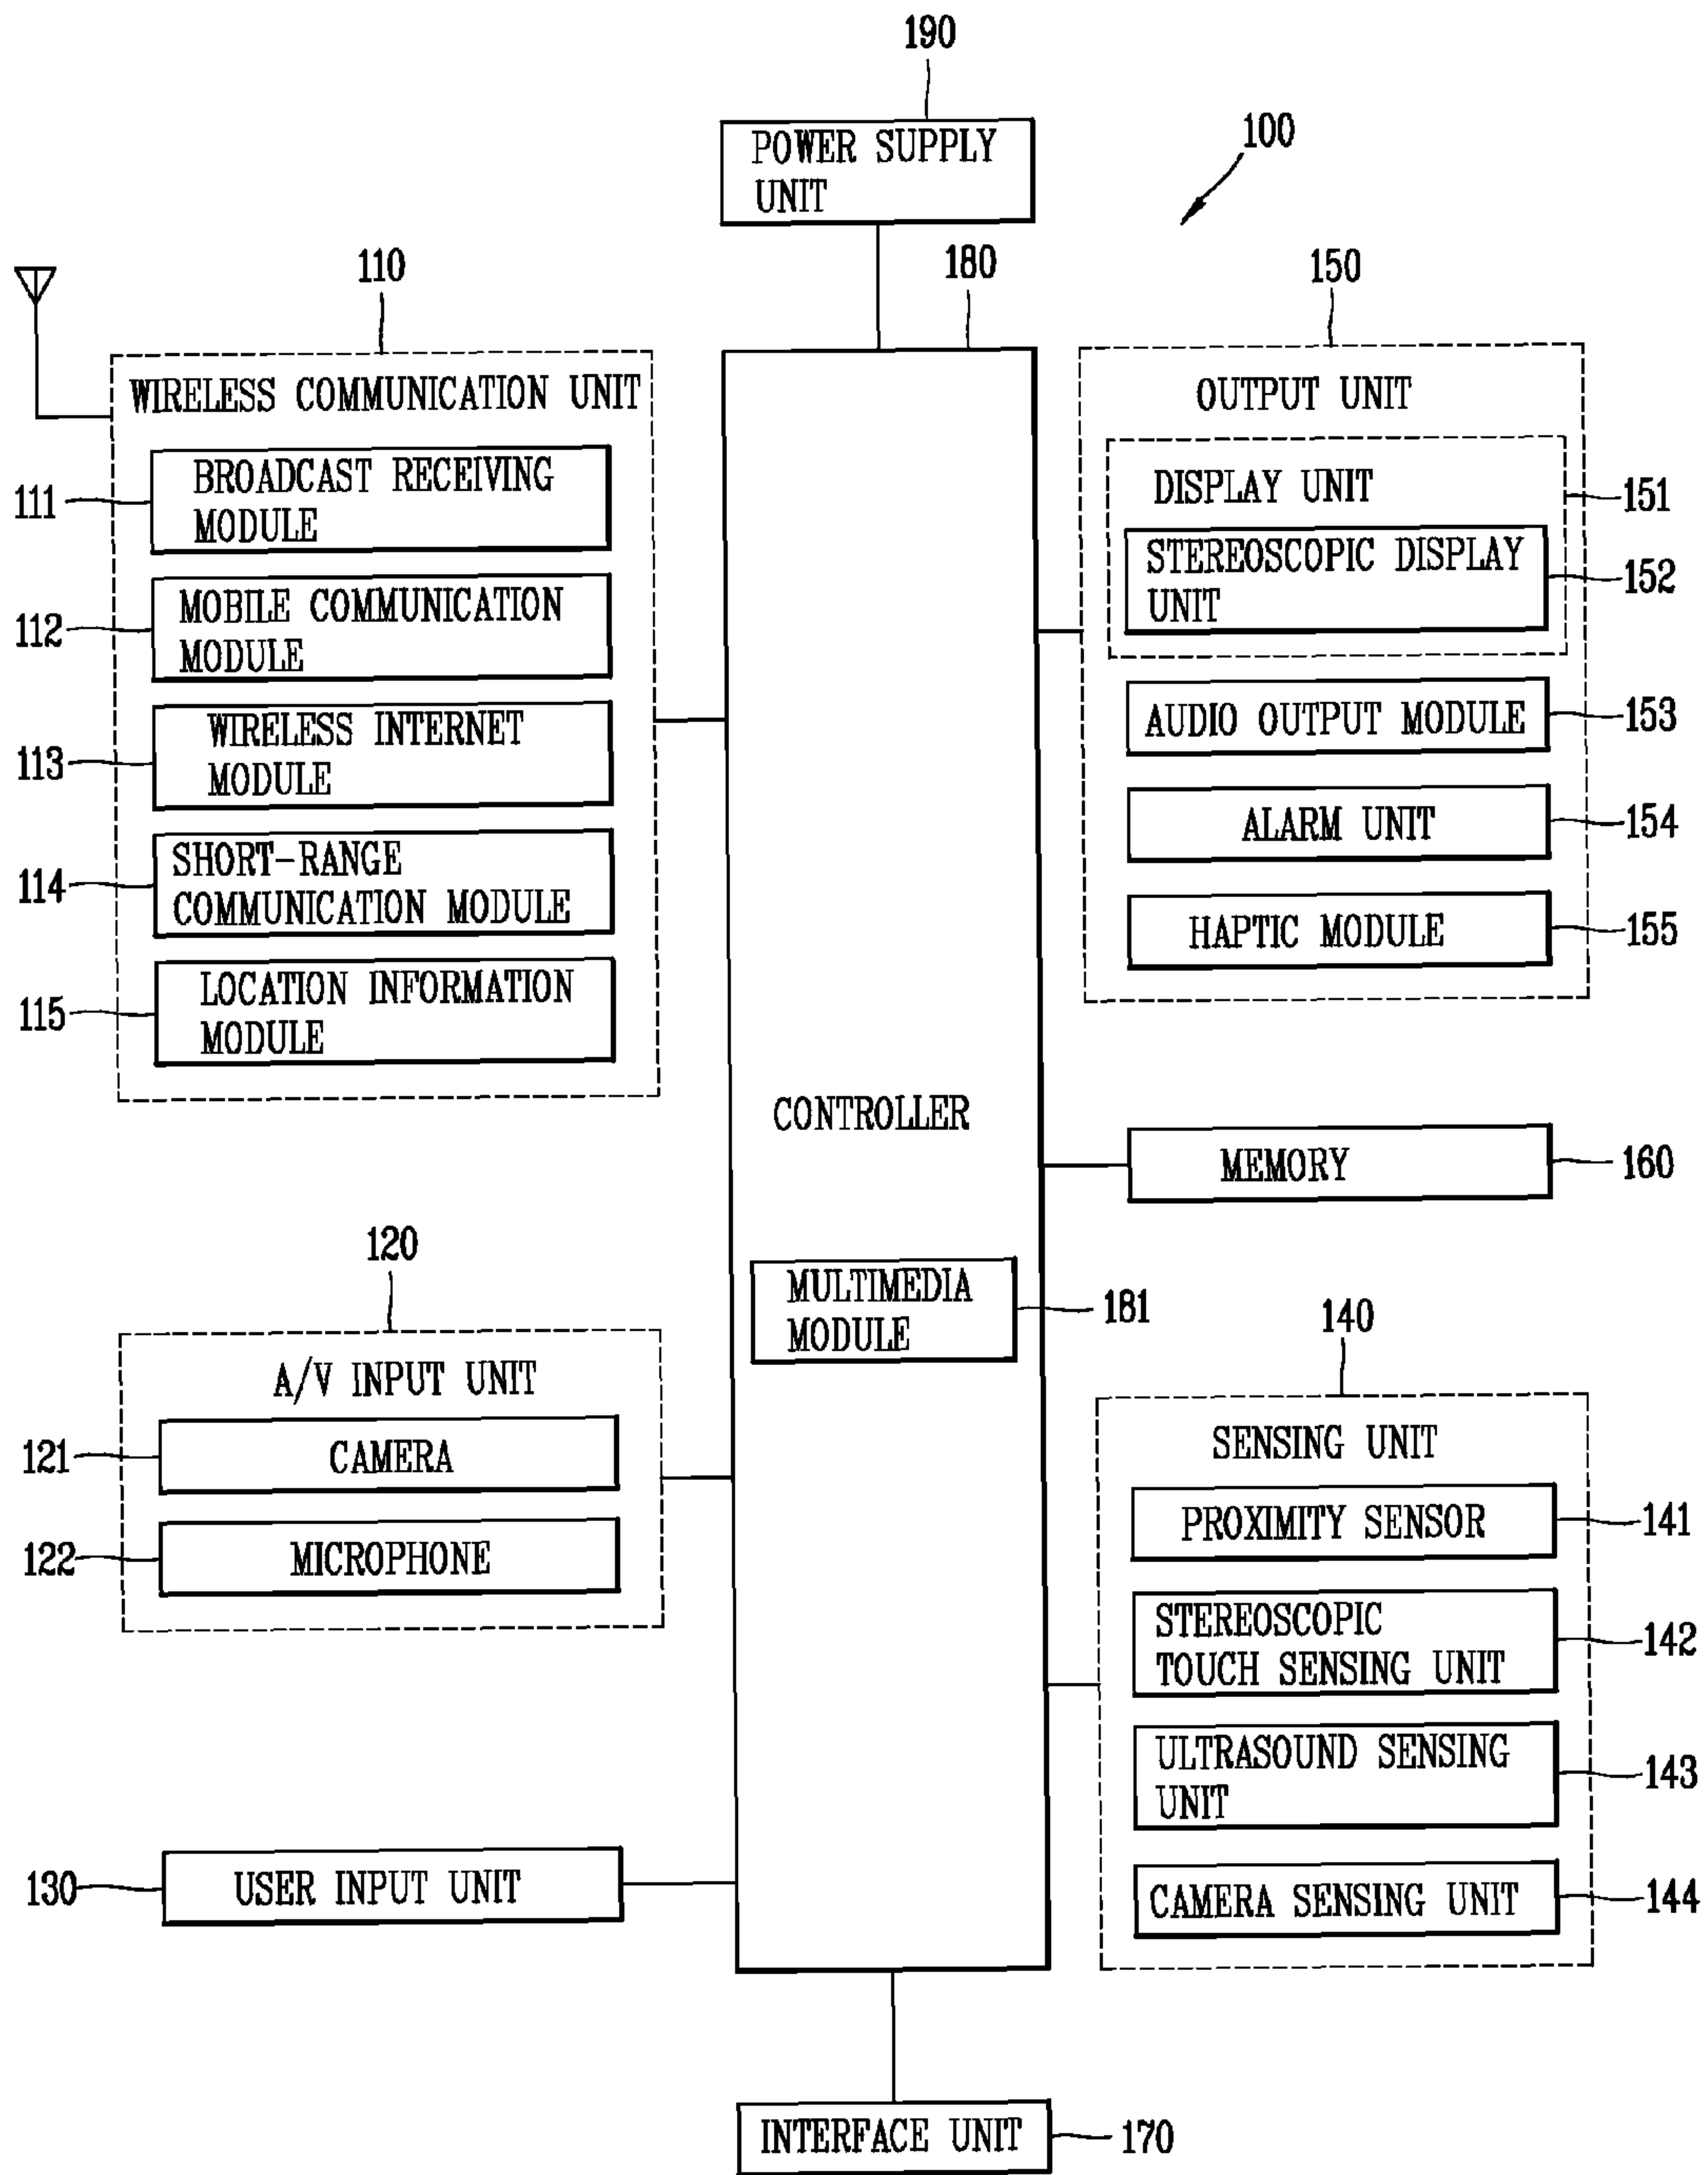 190
POWER SUPPLY
UNIT
100
110
180
150
WIRELESS COMMUNICATION UNIT
111
BROADCAST RECEIVING
MODULE
112
MOBILE COMMUNICATION
MODULE
113
WIRELESS INTERNET
MODULE
114
SHORT-RANGE
COMMUNICATION MODULE
115
LOCATION INFORMATION
MODULE
OUTPUT UNIT
DISPLAY UNIT
151
STEREOSCOPIC DISPLAY
UNIT
152
AUDIO OUTPUT MODULE
153
ALARM UNIT
154
HAPTIC MODULE
155
CONTROLLER
MEMORY
160
MULTIMEDIA
MODULE
181
120
A/V INPUT UNIT
121
CAMERA
122
MICROPHONE
140
SENSING UNIT
PROXIMITY SENSOR
141
STEREOSCOPIC
TOUCH SENSING UNIT
142
ULTRASOUND SENSING
UNIT
143
CAMERA SENSING UNIT
144
130
USER INPUT UNIT
INTERFACE UNIT
170